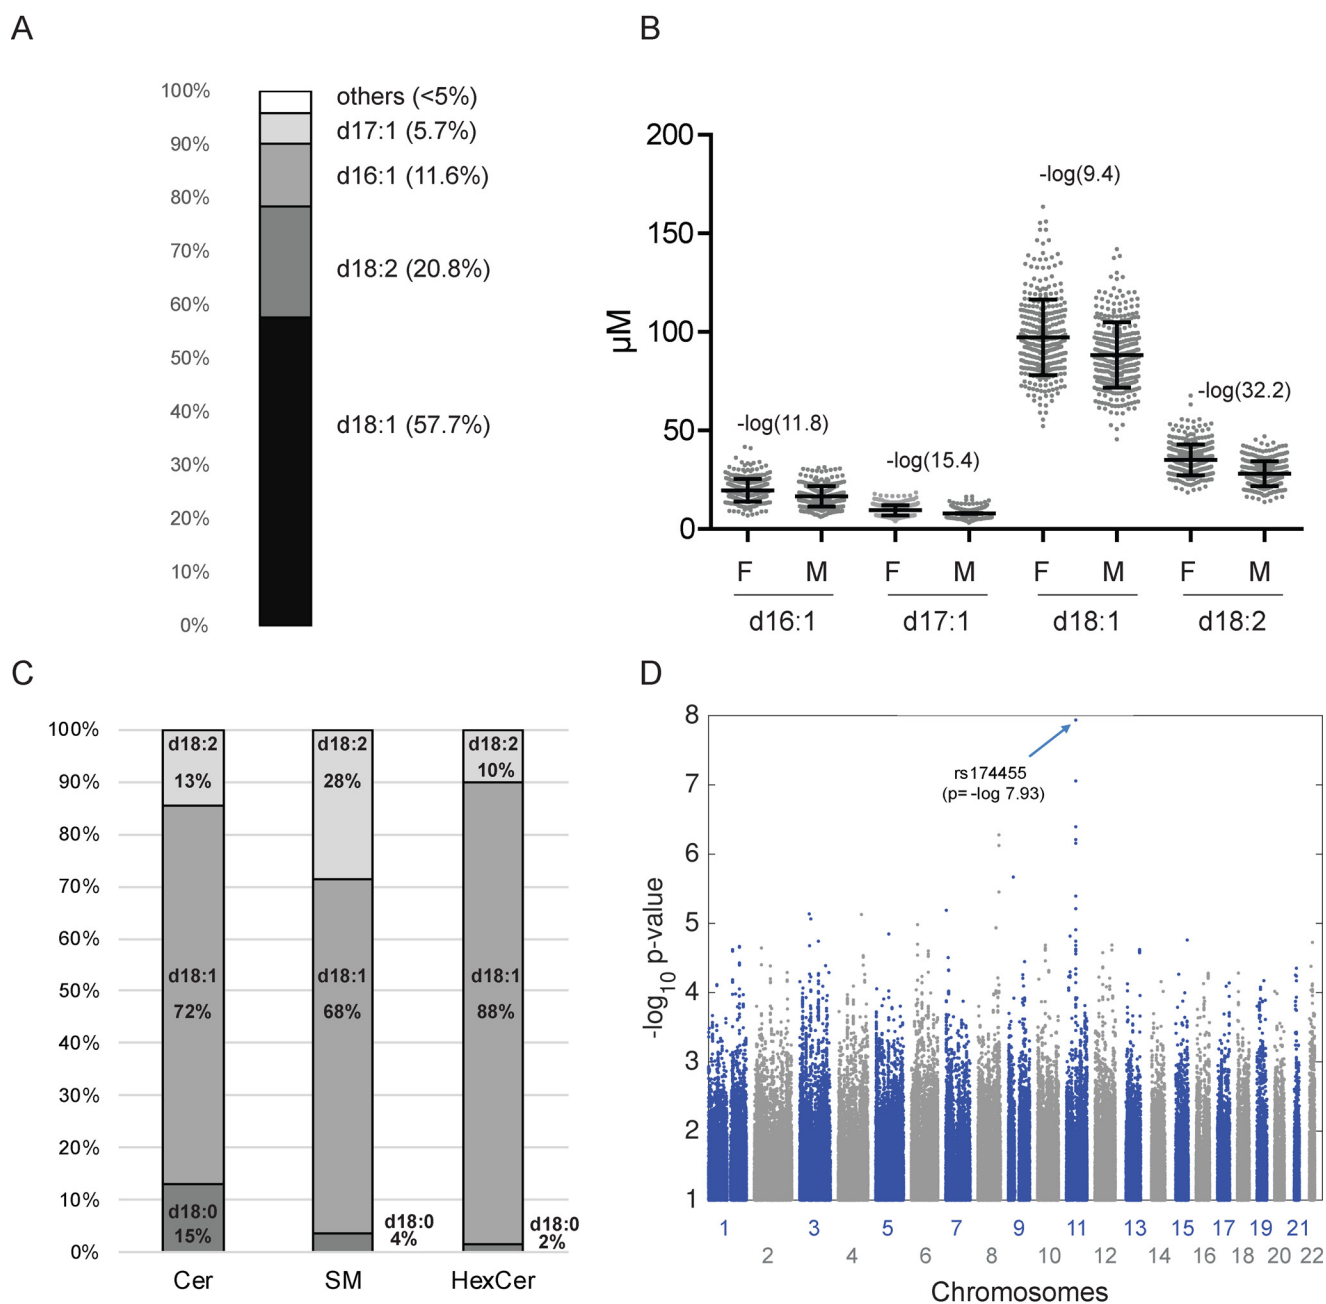 A
100%
90%
80%
70%
60%
50%
40%
30%
20%
10%
0%
others (<5%)
d17:1 (5.7%)
d16:1 (11.6%)
d18:2 (20.8%)
d18:1 (57.7%)
B
µM
200
150
100
50
0
-log(11.8)
-log(15.4)
-log(9.4)
-log(32.2)
F M F M F M F M
d16:1 d17:1 d18:1 d18:2
C
100%
90%
80%
70%
60%
50%
40%
30%
20%
10%
0%
d18:2
13%
d18:1
72%
d18:0
15%
d18:2
28%
d18:1
68%
d18:0
4%
d18:2
10%
d18:1
88%
d18:0
2%
Cer SM HexCer
D
-log10 p-value
8
7
6
5
4
3
2
1
rs174455
(p= -log 7.93)
1 3 5 7 9 11 13 15 17 19 21
2 4 6 8 10 12 14 16 18 20 22
Chromosomes